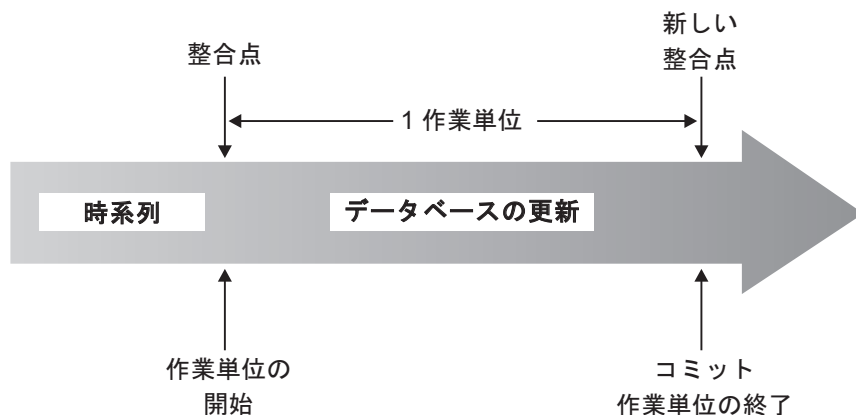 整合点
新しい
整合点
1 作業単位
時系列
データベースの更新
作業単位の
開始
コミット
作業単位の終了